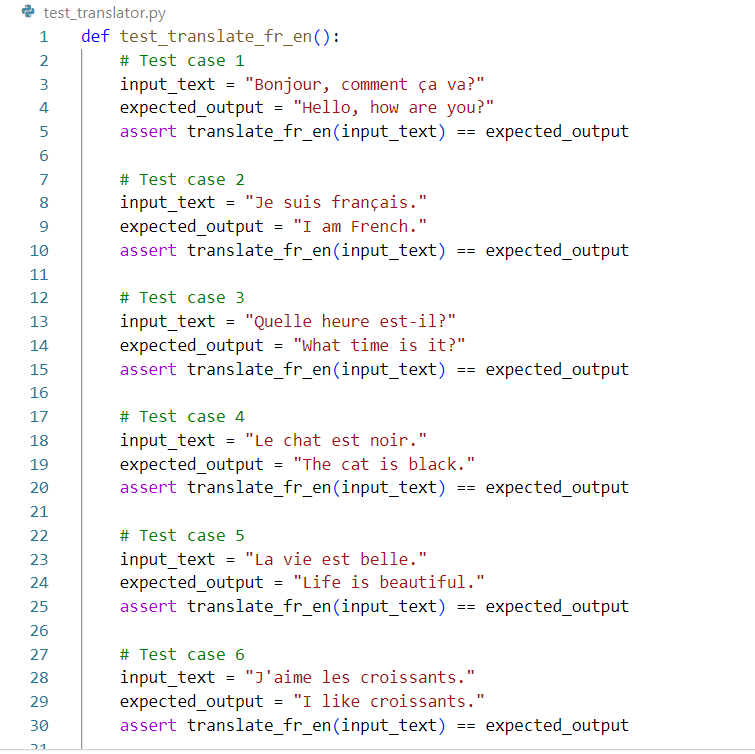 test_translator.py
1 def test_translate_fr_en():
2 # Test case 1
3 input_text = "Bonjour, comment ça va?"
4 expected_output = "Hello, how are you?"
5 assert translate_fr_en(input_text) == expected_output
6
7 # Test case 2
8 input_text = "Je suis français."
9 expected_output = "I am French."
10 assert translate_fr_en(input_text) == expected_output
11
12 # Test case 3
13 input_text = "Quelle heure est-il?"
14 expected_output = "What time is it?"
15 assert translate_fr_en(input_text) == expected_output
16
17 # Test case 4
18 input_text = "Le chat est noir."
19 expected_output = "The cat is black."
20 assert translate_fr_en(input_text) == expected_output
21
22 # Test case 5
23 input_text = "La vie est belle."
24 expected_output = "Life is beautiful."
25 assert translate_fr_en(input_text) == expected_output
26
27 # Test case 6
28 input_text = "J'aime les croissants."
29 expected_output = "I like croissants."
30 assert translate_fr_en(input_text) == expected_output
31